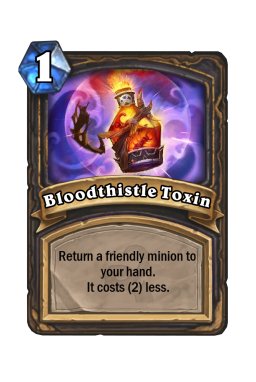 1
Bloodthistle Toxin
Return a friendly minion to
your hand.
It costs (2) less.